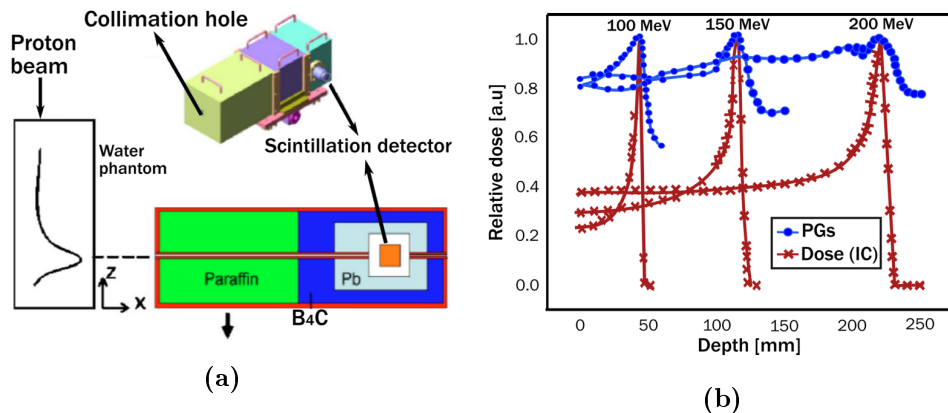 Collimation hole
Proton
beam
Water
phantom
Scintillation detector
Paraffin
Pb
B₄C
Z
X
(a)
100 MeV
150 MeV
200 MeV
Relative dose [a.u]
1.0
0.8
0.6
0.4
0.2
0.0
PGs
Dose (IC)
0
50
100
150
200
250
Depth [mm]
(b)